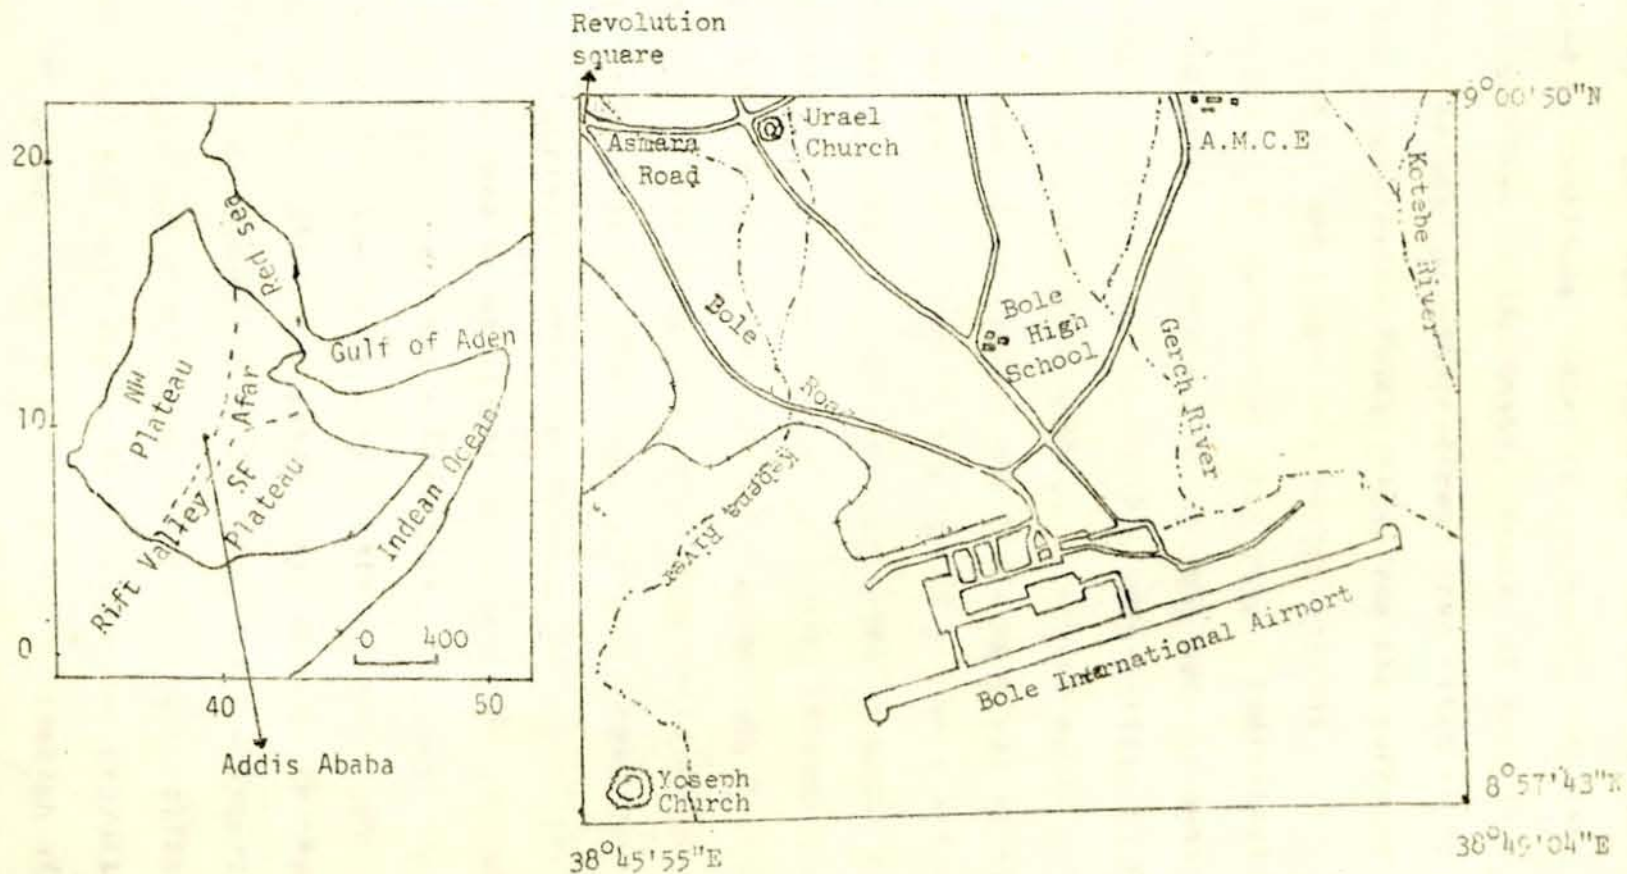 Revolution
square
20
10
0
40
50
Red sea
Gulf of Aden
NW
Plateau
Afar
SE
Plateau
Rift Valley
Indean Ocean
0 400
Addis Ababa
9°00'50"N
Asmara
Road
Urael
Church
A.M.C.E
Kotebe River
Bole
Road
Bole
High
School
Gerch River
Kebena River
Bole International Airport
Yoseph
Church
8°57'43"N
38°45'55"E
38°49'04"E